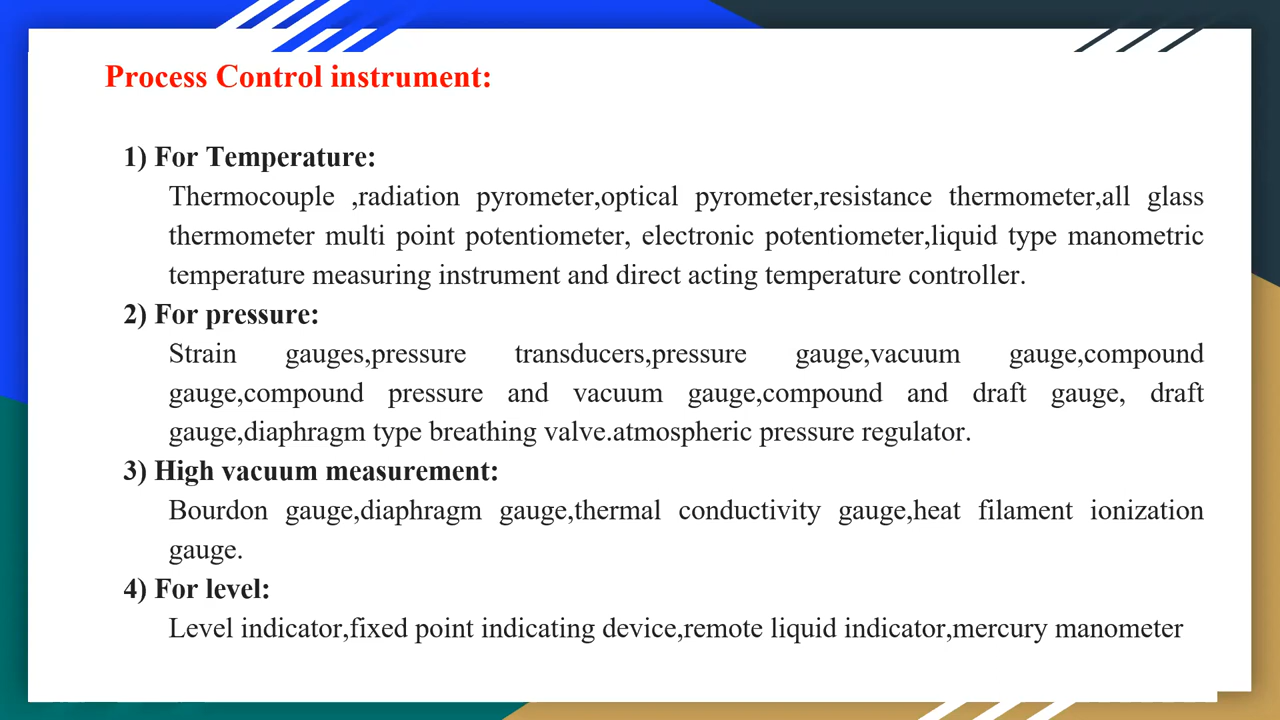 Process Control instrument:
1) For Temperature:
Thermocouple ,radiation pyrometer,optical pyrometer,resistance thermometer,all glass
thermometer multi point potentiometer, electronic potentiometer,liquid type manometric
temperature measuring instrument and direct acting temperature controller.
2) For pressure:
Strain gauges,pressure transducers,pressure gauge,vacuum gauge,compound
gauge,compound pressure and vacuum gauge,compound and draft gauge, draft
gauge,diaphragm type breathing valve.atmospheric pressure regulator.
3) High vacuum measurement:
Bourdon gauge,diaphragm gauge,thermal conductivity gauge,heat filament ionization
gauge.
4) For level:
Level indicator,fixed point indicating device,remote liquid indicator,mercury manometer